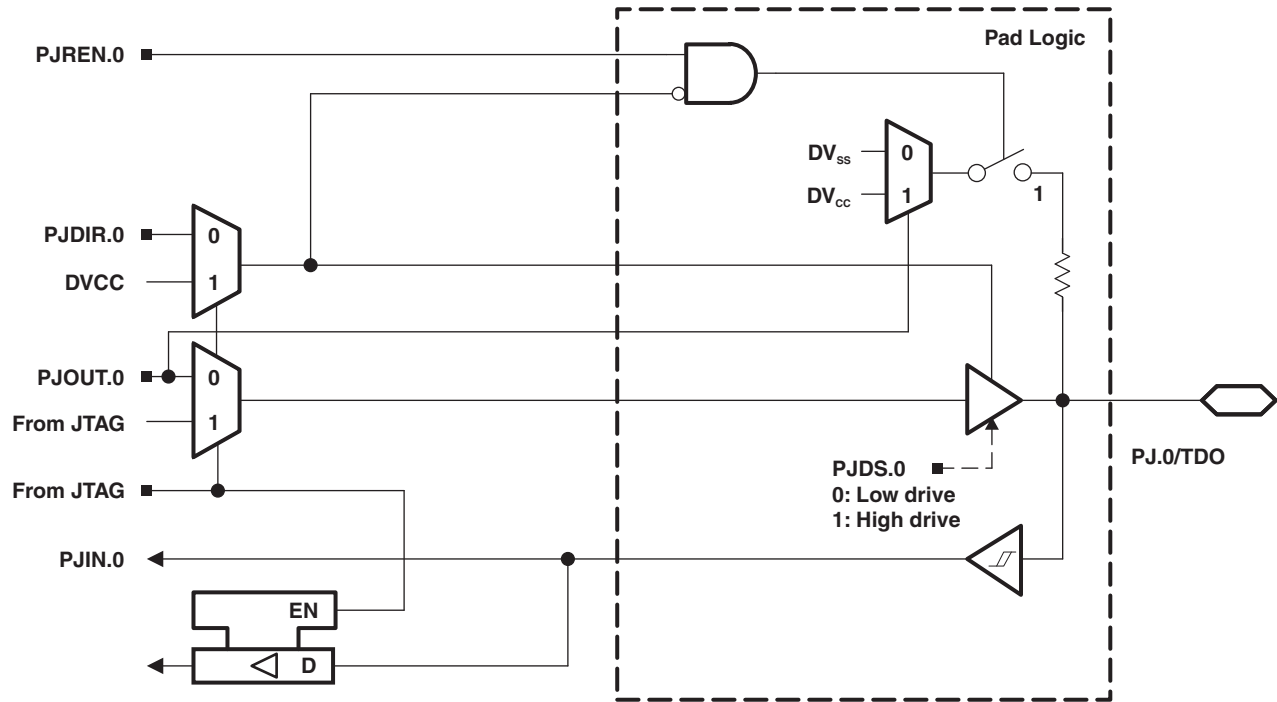 Pad Logic
PJREN.0
DVss
0
DVcc
1
1
PJDIR.0
0
DVCC
1
PJOUT.0
0
From JTAG
1
PJDS.0
0: Low drive
1: High drive
PJ.0/TDO
From JTAG
PJIN.0
EN
D